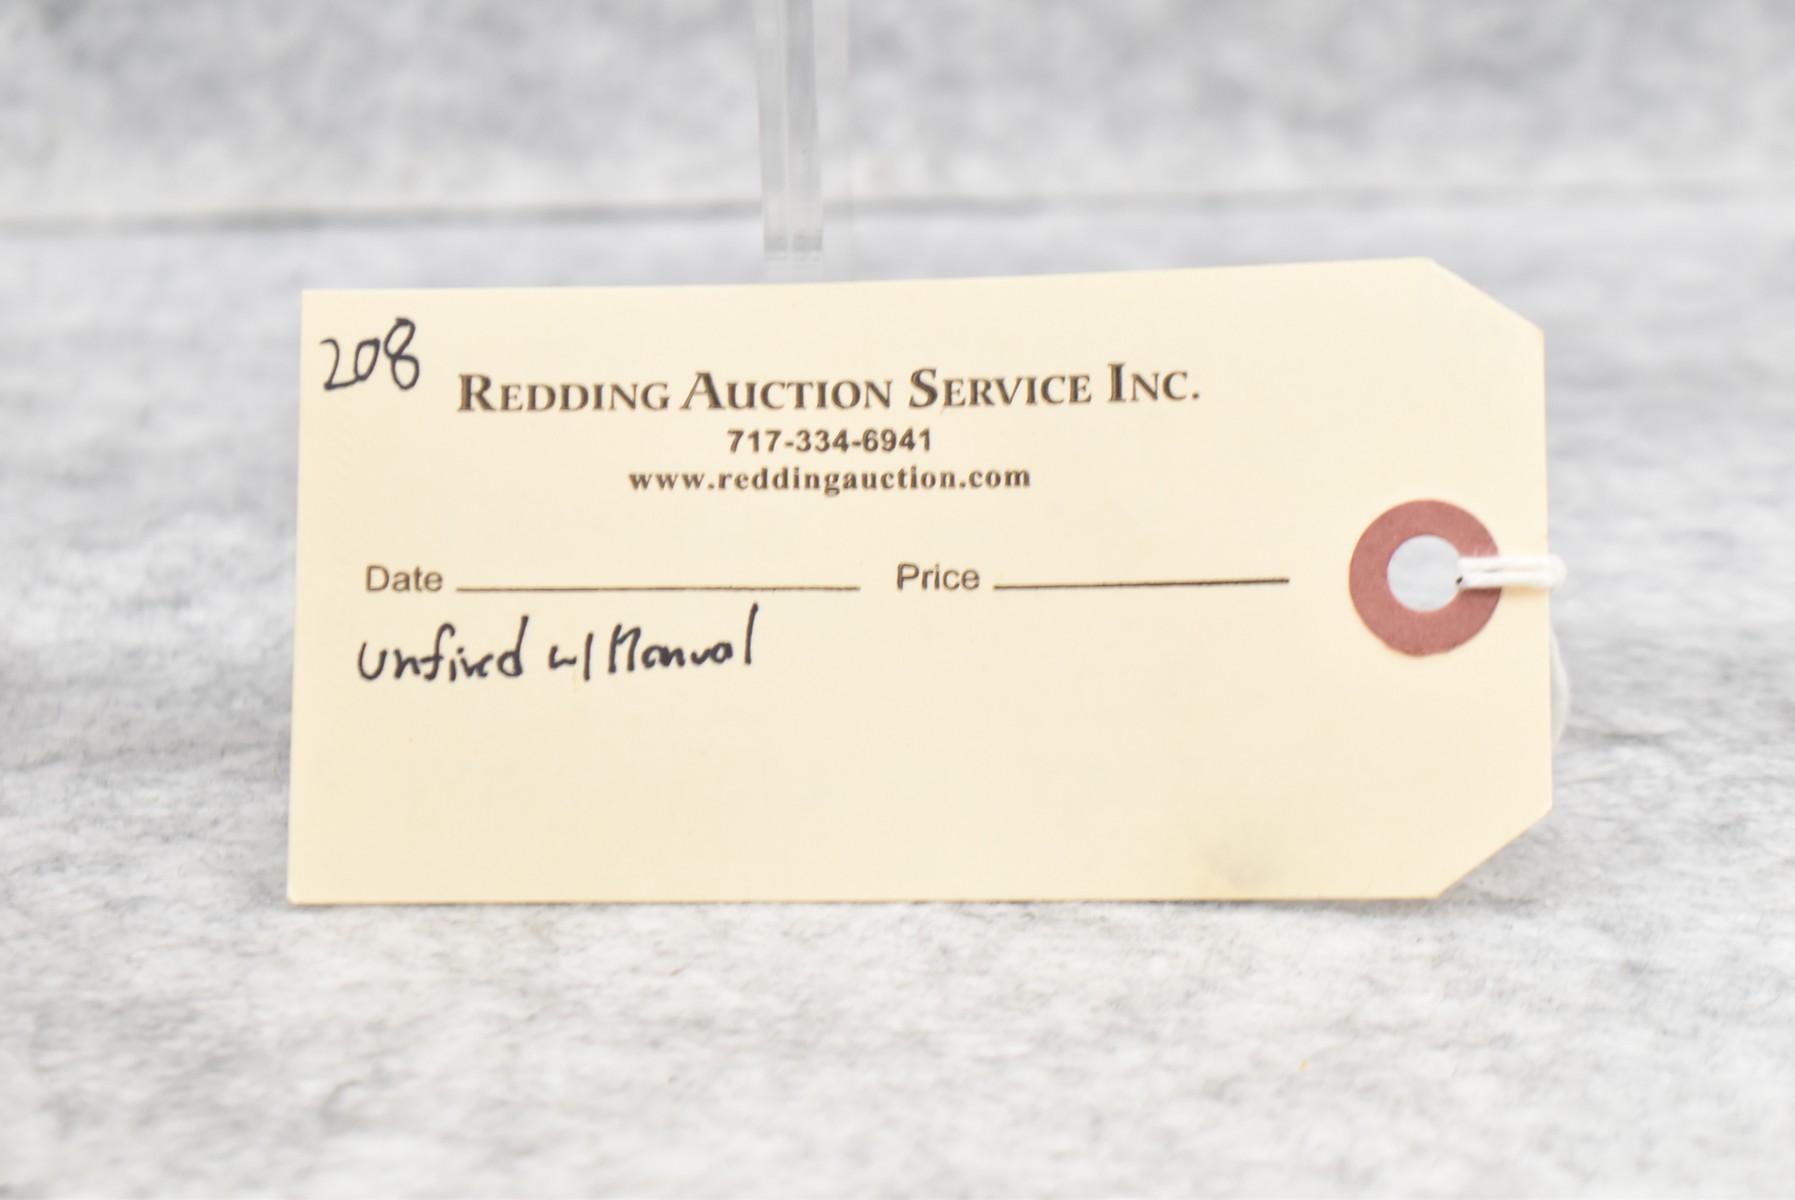 208
REDDING AUCTION SERVICE INC.
717-334-6941
www.reddingauction.com
Date Price
Unfired w/ Manual